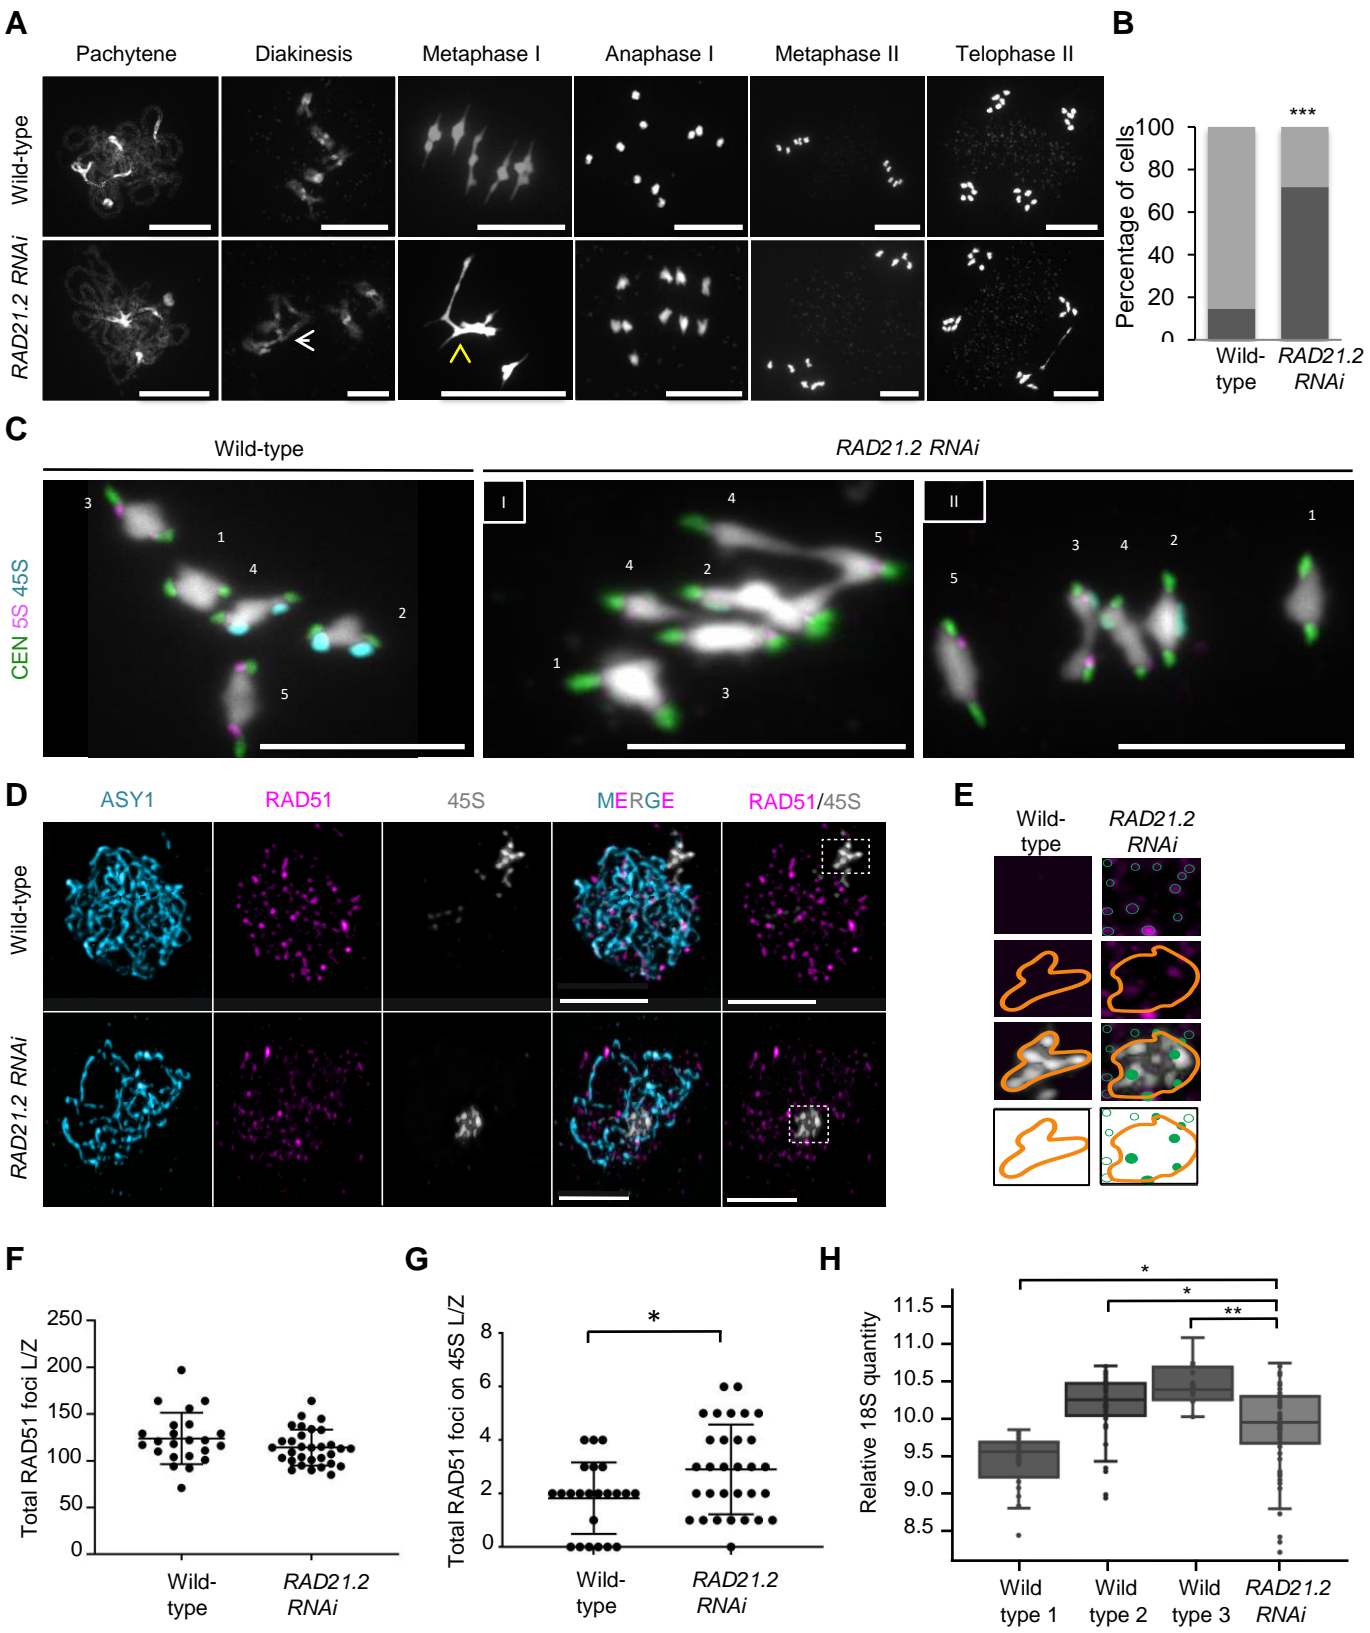 A
Pachytene Diakinesis Metaphase I Anaphase I Metaphase II Telophase II
Wild-type
RAD21.2 RNAi
B
***
Percentage of cells
100
80
60
40
20
0
Wild-type
RAD21.2 RNAi
C
Wild-type
RAD21.2 RNAi
CEN 5S 45S
3
1
4
2
5
I
4
5
4
2
1
3
II
1
2
3
4
5
D
ASY1 RAD51 45S MERGE RAD51/45S
Wild-type
RAD21.2 RNAi
E
Wild-type
RAD21.2 RNAi
F
Total RAD51 foci L/Z
250
200
150
100
50
0
Wild-type
RAD21.2 RNAi
G
Total RAD51 foci on 45S L/Z
*
8
6
4
2
0
Wild-type
RAD21.2 RNAi
H
Relative 18S quantity
*
*
**
11.5
11.0
10.5
10.0
9.5
9.0
8.5
Wild type 1
Wild type 2
Wild type 3
RAD21.2 RNAi